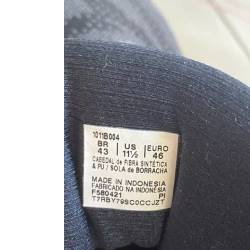 1011B004
BR US EURO
43 11½ 46
CABEDAL de FIBRA SINTÉTICA
& PU / SOLA de BORRACHA
MADE IN INDONESIA
FABRICADO NA INDONESIA
F580421 PI
T7RBY79SC0CCJZT